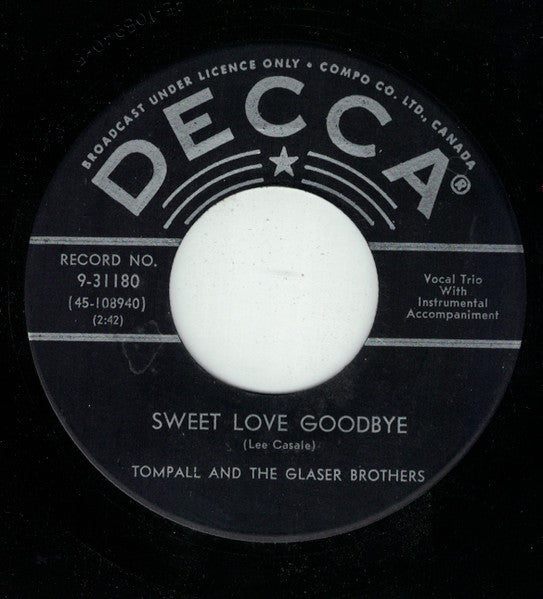 BROADCAST UNDER LICENCE ONLY • COMPO CO. LTD., CANADA
DECCA®
RECORD NO.
9-31180
(45-108940)
(2:42)
Vocal Trio
With
Instrumental
Accompaniment
SWEET LOVE GOODBYE
(Lee Casale)
TOMPALL AND THE GLASER BROTHERS